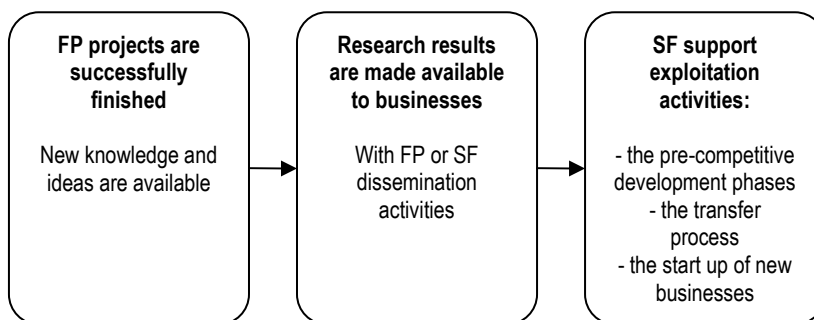 FP projects are
successfully
finished
New knowledge and
ideas are available
Research results
are made available
to businesses
With FP or SF
dissemination
activities
SF support
exploitation
activities:
- the pre-competitive
development phases
- the transfer
process
- the start up of new
businesses